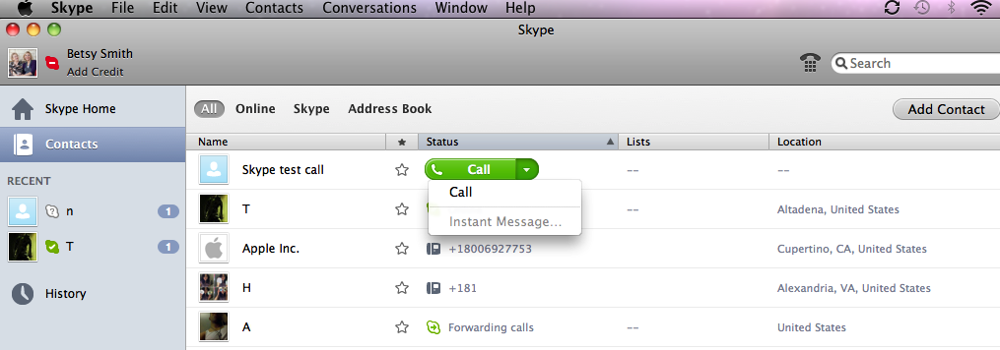 Skype File Edit View Contacts Conversations Window Help
Skype
Betsy Smith
Add Credit
Search
Skype Home
Contacts
RECENT
n 1
T 1
History
All Online Skype Address Book
Add Contact
Name Status Lists Location
Skype test call Call -- --
Call
Instant Message...
T Altadena, United States
Apple Inc. +18006927753 Cupertino, CA, United States
H +181 Alexandria, VA, United States
A Forwarding calls -- United States